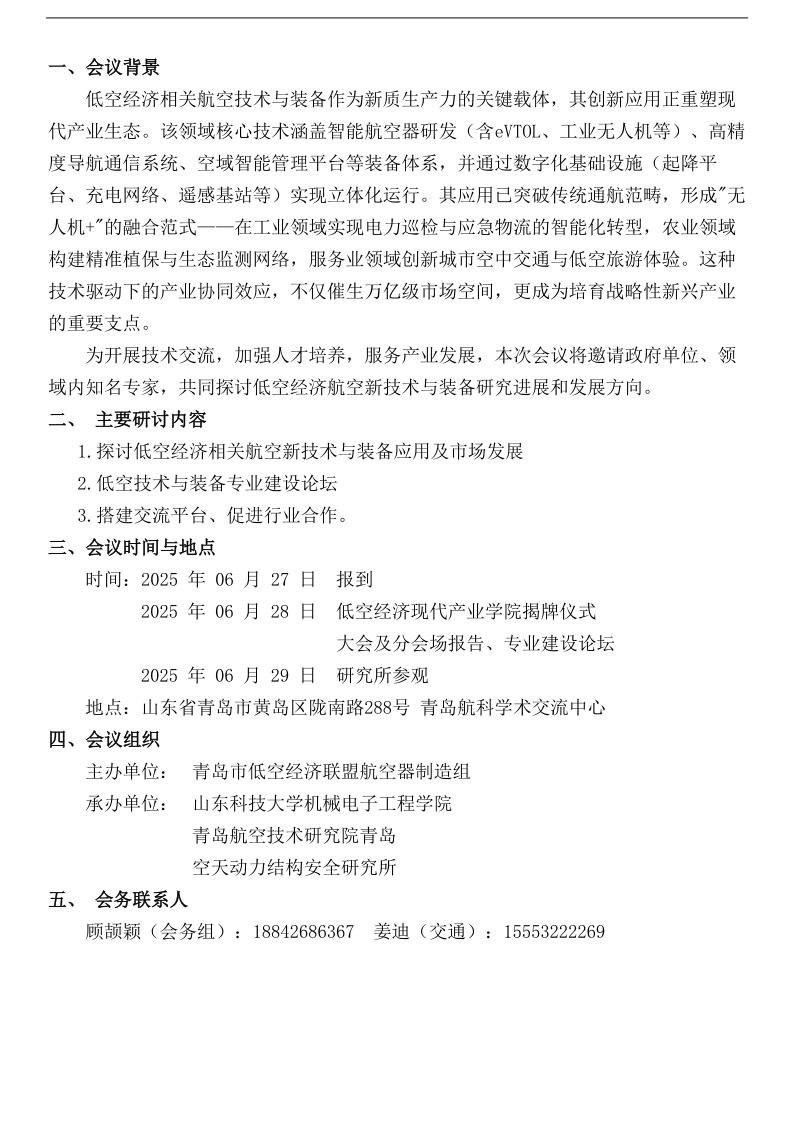 一、会议背景
低空经济相关航空技术与装备作为新质生产力的关键载体，其创新应用正重塑现
代产业生态。该领域核心技术涵盖智能航空器研发（含eVTOL、工业无人机等）、高精
度导航通信系统、空域智能管理平台等装备体系，并通过数字化基础设施（起降平
台、充电网络、遥感基站等）实现立体化运行。其应用已突破传统通航范畴，形成"无
人机+"的融合范式——在工业领域实现电力巡检与应急物流的智能化转型，农业领域
构建精准植保与生态监测网络，服务业领域创新城市空中交通与低空旅游体验。这种
技术驱动下的产业协同效应，不仅催生万亿级市场空间，更成为培育战略性新兴产业
的重要支点。
为开展技术交流，加强人才培养，服务产业发展，本次会议将邀请政府单位、领
域内知名专家，共同探讨低空经济航空新技术与装备研究进展和发展方向。
二、 主要研讨内容
1.探讨低空经济相关航空新技术与装备应用及市场发展
2.低空技术与装备专业建设论坛
3.搭建交流平台、促进行业合作。
三、会议时间与地点
时间：2025 年 06 月 27 日 报到
2025 年 06 月 28 日 低空经济现代产业学院揭牌仪式
大会及分会场报告、专业建设论坛
2025 年 06 月 29 日 研究所参观
地点：山东省青岛市黄岛区陇南路288号 青岛航科学术交流中心
四、会议组织
主办单位： 青岛市低空经济联盟航空器制造组
承办单位： 山东科技大学机械电子工程学院
青岛航空技术研究院青岛
空天动力结构安全研究所
五、 会务联系人
顾颉颖（会务组）：18842686367 姜迪（交通）：15553222269